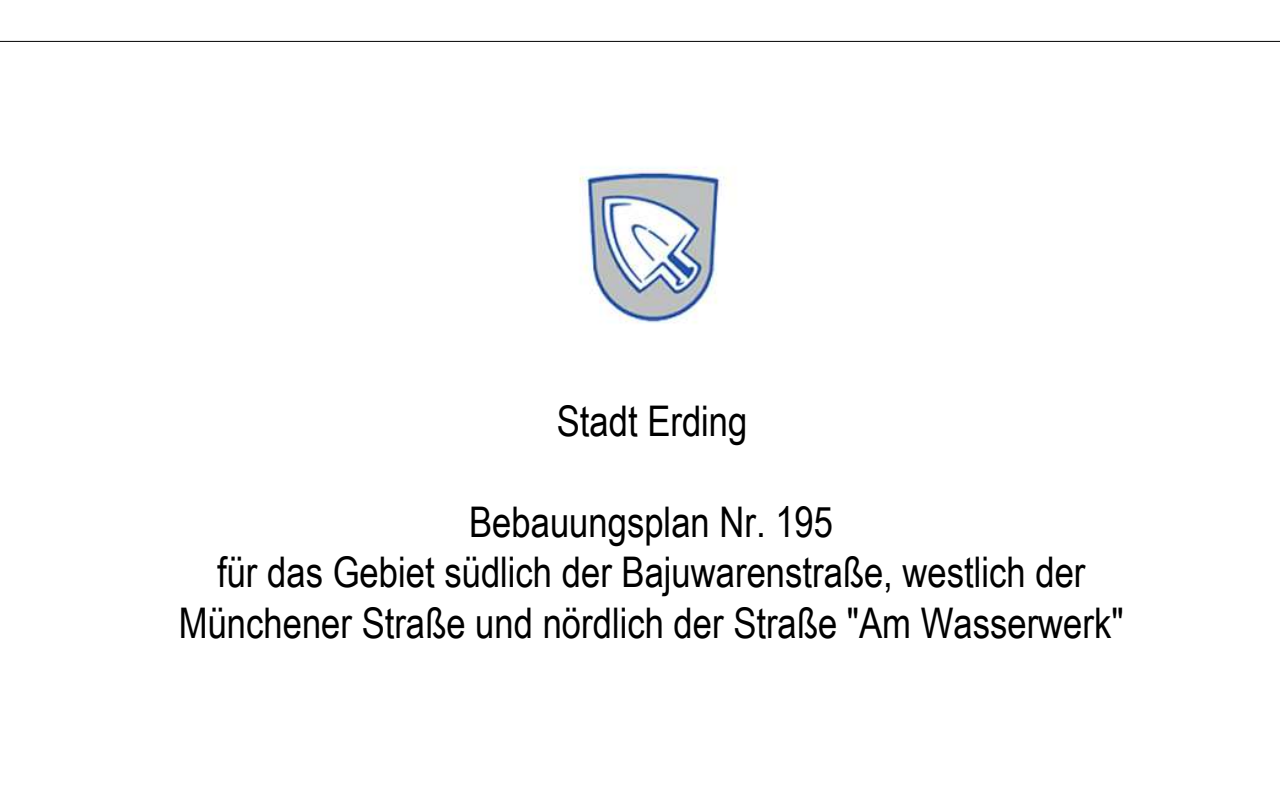 Stadt Erding
Bebauungsplan Nr. 195
für das Gebiet südlich der Bajuwarenstraße, westlich der
Münchener Straße und nördlich der Straße "Am Wasserwerk"